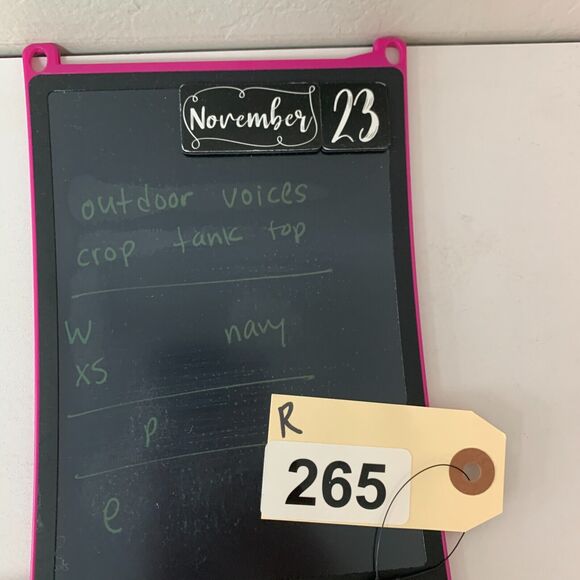 November 23
outdoor voices
crop tank top
W navy
XS
p
e
R
265